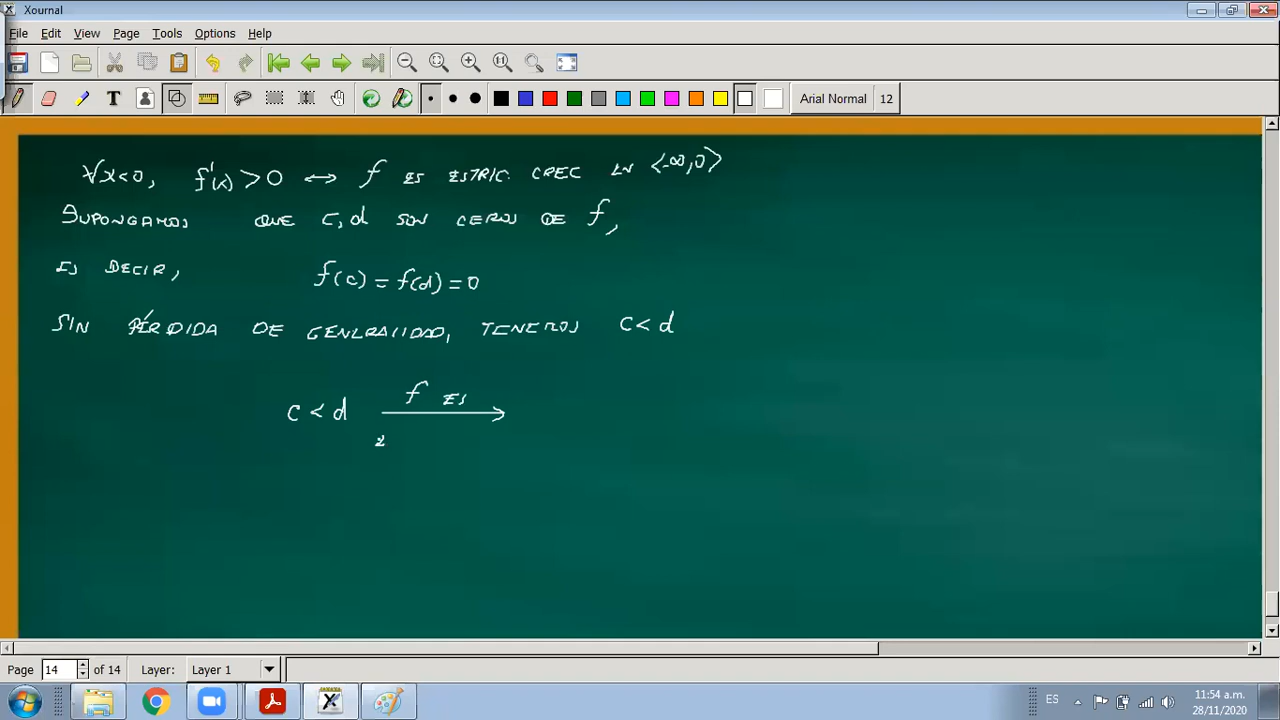 Xournal
File Edit View Page Tools Options Help
Arial Normal 12
∀x<0, f'(x) >0 ↔ f ES ESTRIC. CREC EN <-∞,0>
SUPONGAMOS QUE C,d SON CEROS DE f,
ES DECIR, f(c) = f(d) = 0
SIN PÉRDIDA DE GENERALIDAD, TENEMOS c<d
f ES
c < d →
Page 14 of 14 Layer: Layer 1
ES 11:54 a.m.
28/11/2020